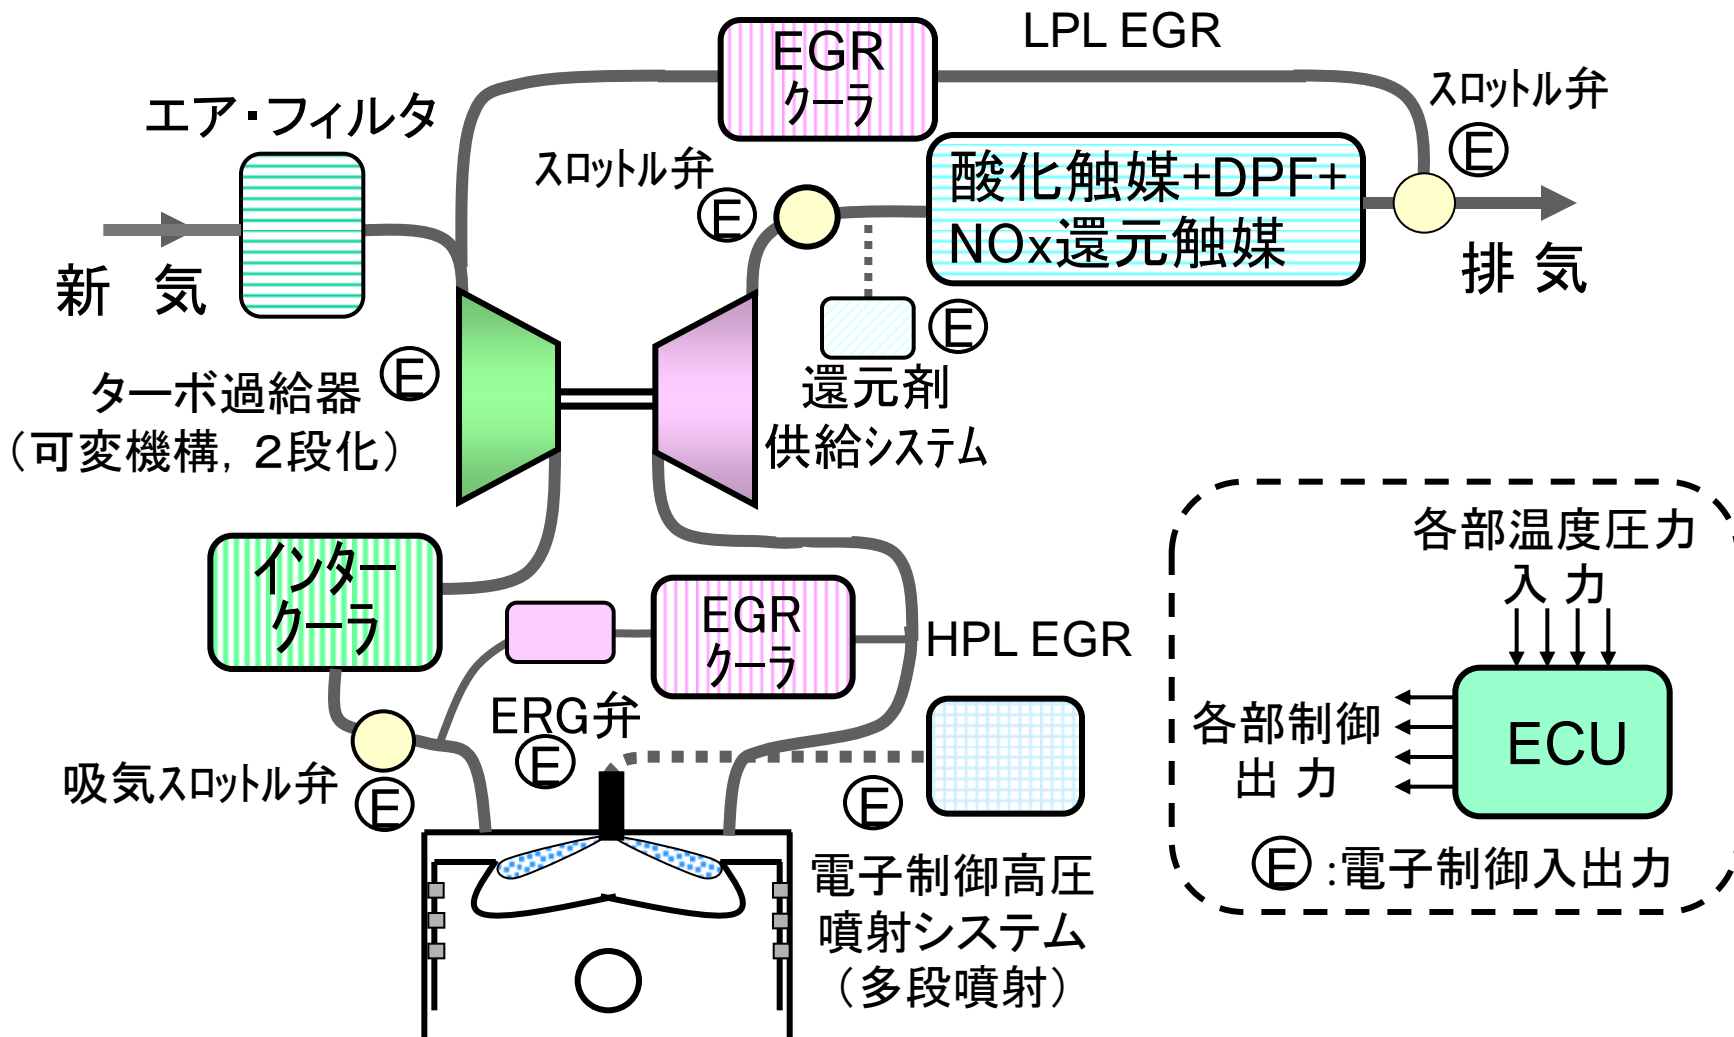 EGR
クーラ
LPL EGR
スロットル弁
Ⓔ
エア・フィルタ
スロットル弁
Ⓔ
酸化触媒+DPF+
NOx還元触媒
新　気
排 気
Ⓔ
ターボ過給器
（可変機構，２段化）
Ⓔ
還元剤
供給システム
インター
クーラ
EGR
クーラ
HPL EGR
ERG弁
Ⓔ
吸気スロットル弁
Ⓔ
Ⓔ
電子制御高圧
噴射システム
（多段噴射）
各部温度圧力
入 力
各部制御
出 力
ECU
Ⓔ:電子制御入出力